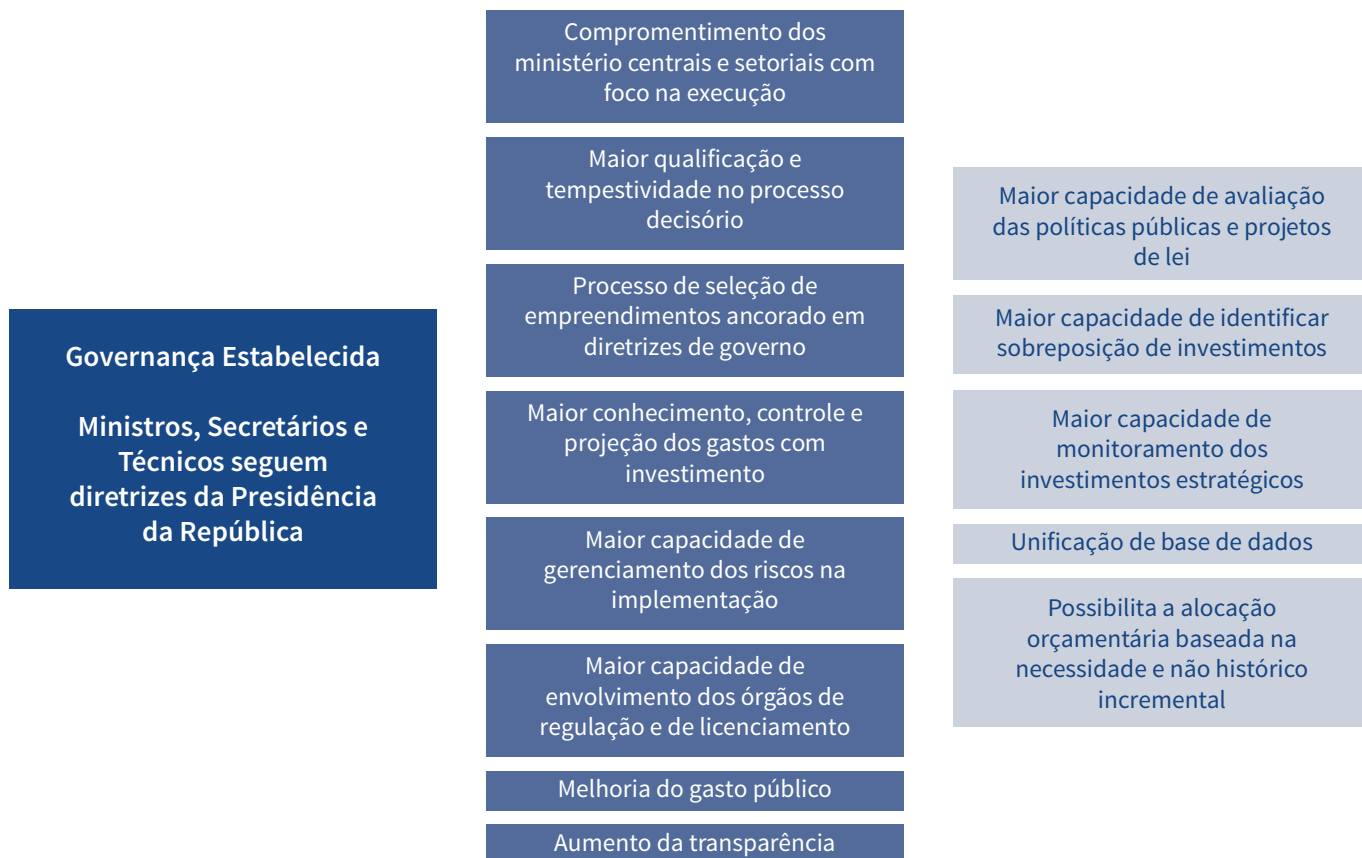 Governança Estabelecida
Ministros, Secretários e
Técnicos seguem
diretrizes da Presidência
da República
Compromentimento dos
ministério centrais e setoriais com
foco na execução
Maior qualificação e
tempestividade no processo
decisório
Processo de seleção de
empreendimentos ancorado em
diretrizes de governo
Maior conhecimento, controle e
projeção dos gastos com
investimento
Maior capacidade de
gerenciamento dos riscos na
implementação
Maior capacidade de
envolvimento dos órgãos de
regulação e de licenciamento
Melhoria do gasto público
Aumento da transparência
Maior capacidade de avaliação
das políticas públicas e projetos
de lei
Maior capacidade de identificar
sobreposição de investimentos
Maior capacidade de
monitoramento dos
investimentos estratégicos
Unificação de base de dados
Possibilita a alocação
orçamentária baseada na
necessidade e não histórico
incremental